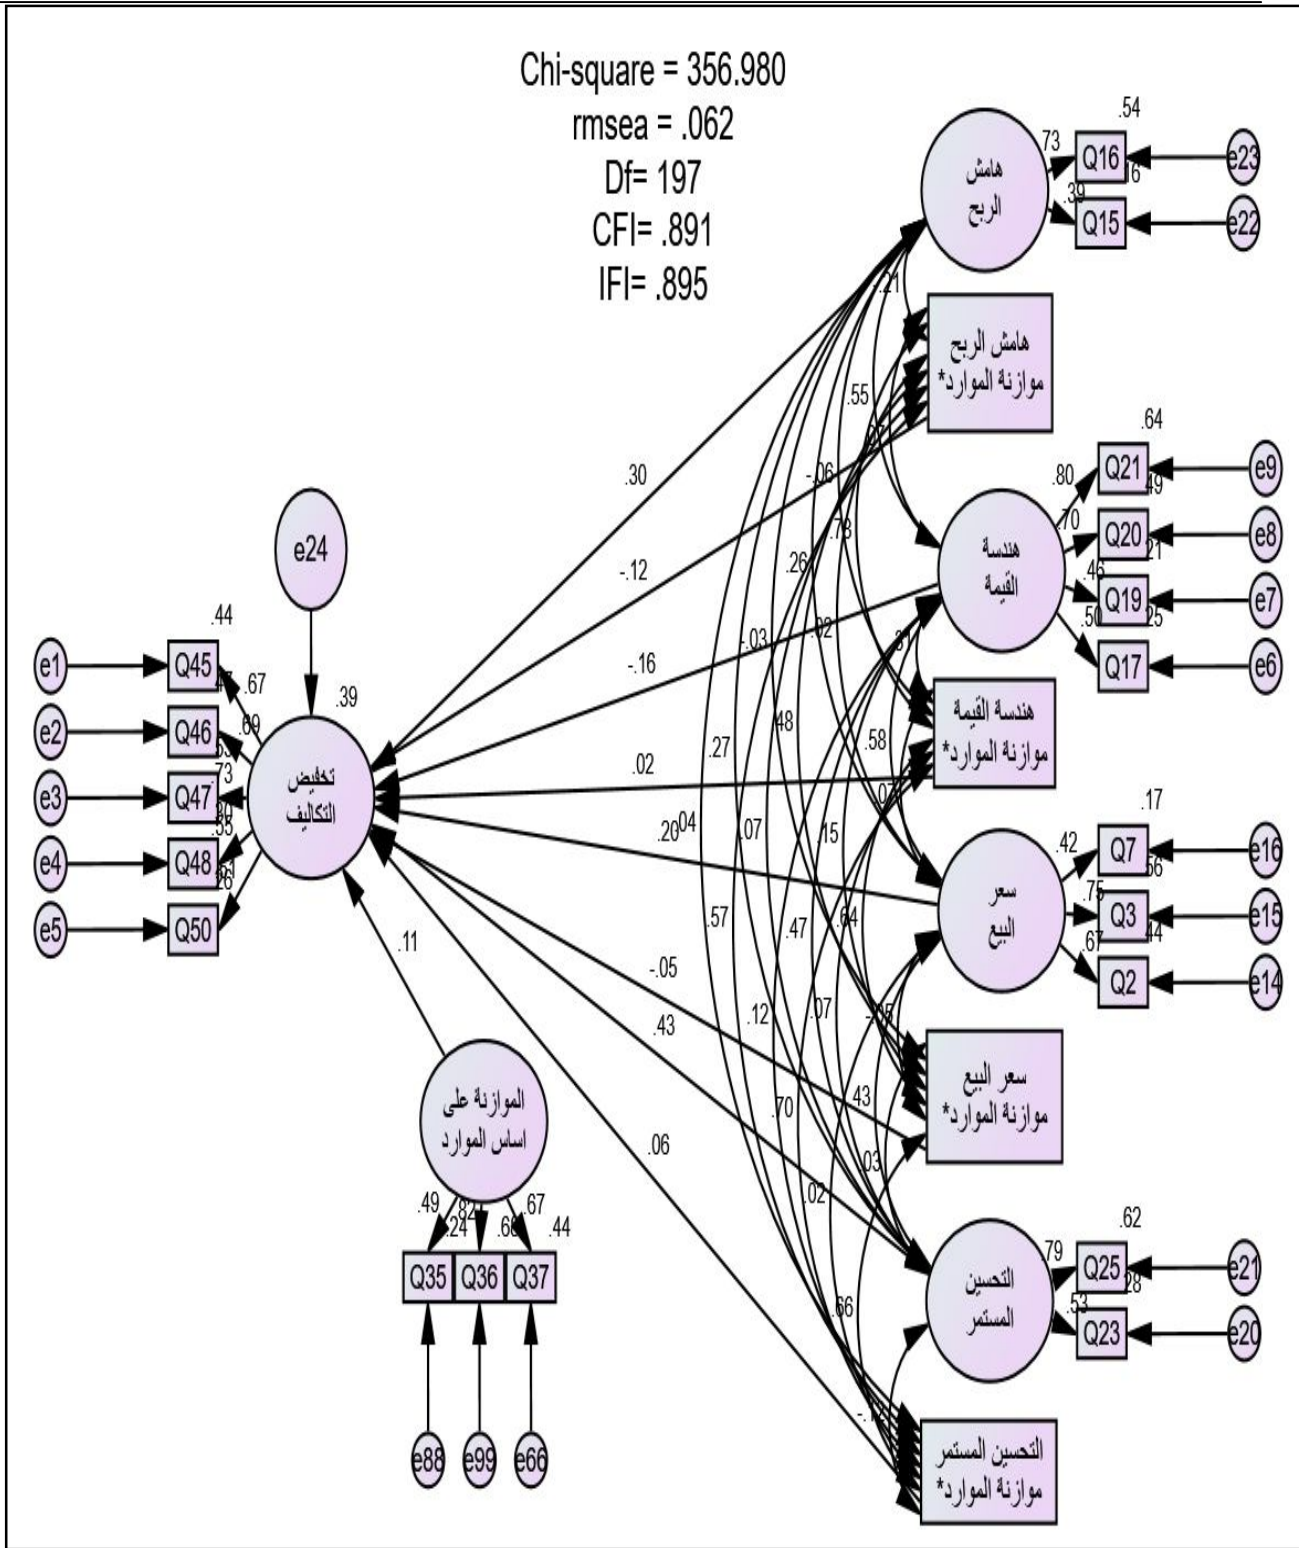 Chi-square = 356.980
rmsea = .062
Df= 197
CFI= .891
IFI= .895
.54
73
Q16
e23
16
.39
Q15
e22
هامش
الربح
-.21
هامش الربح
موازنة الموارد*
.55
.64
.80
Q21
e9
49
.70
Q20
e8
21
.46
Q19
e7
.50
25
Q17
e6
هندسة
القيمة
.30
-.06
.73
.26
-.12
.02
-.03
-.16
e24
.44
e1
Q45
.67
.39
e2
Q46
.69
e3
Q47
.73
e4
Q48
.55
e5
Q50
26
تخفيض
التكاليف
هندسة القيمة
موازنة الموارد*
.48
.58
.27
.02
.20
.04
.07
.15
.17
.42
Q7
e16
56
.75
Q3
e15
44
.67
Q2
e14
سعر
البيع
.11
.57
.47
.64
-.05
.43
.12
.07
-.05
سعر البيع
موازنة الموارد*
الموازنة على
اساس الموارد
.70
43
.06
.03
.02
.49
.82
.67
.24
.68
.44
Q35
Q36
Q37
e88
e99
e66
.62
.79
Q25
e21
28
.53
Q23
e20
التحسين
المستمر
.66
التحسين المستمر
موازنة الموارد*